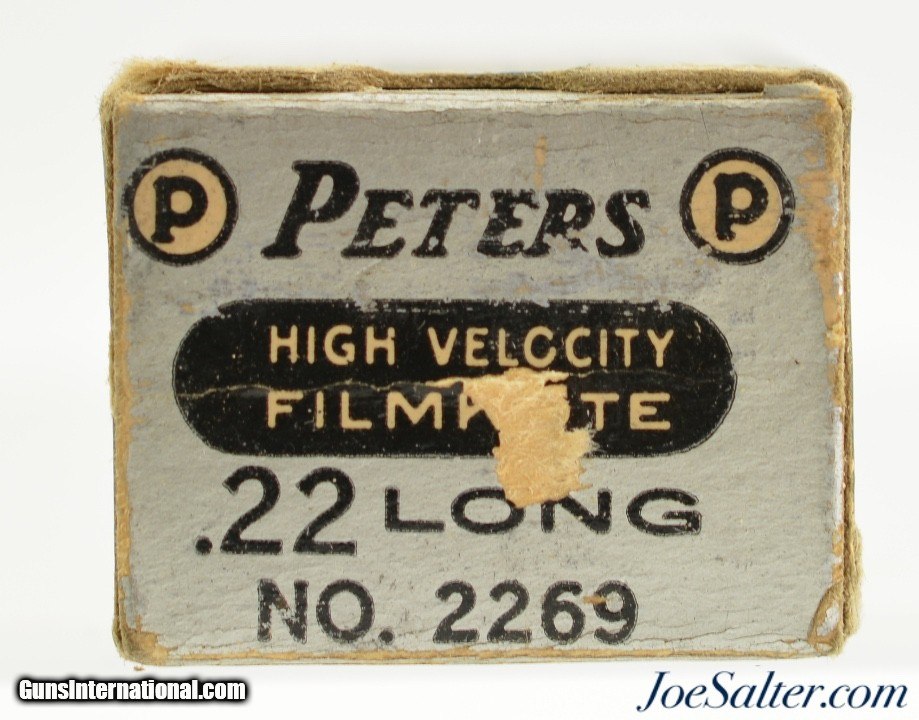 P PETERS P
HIGH VELOCITY
.22 LONG
NO. 2269
GunsInternational.com
JoeSalter.com